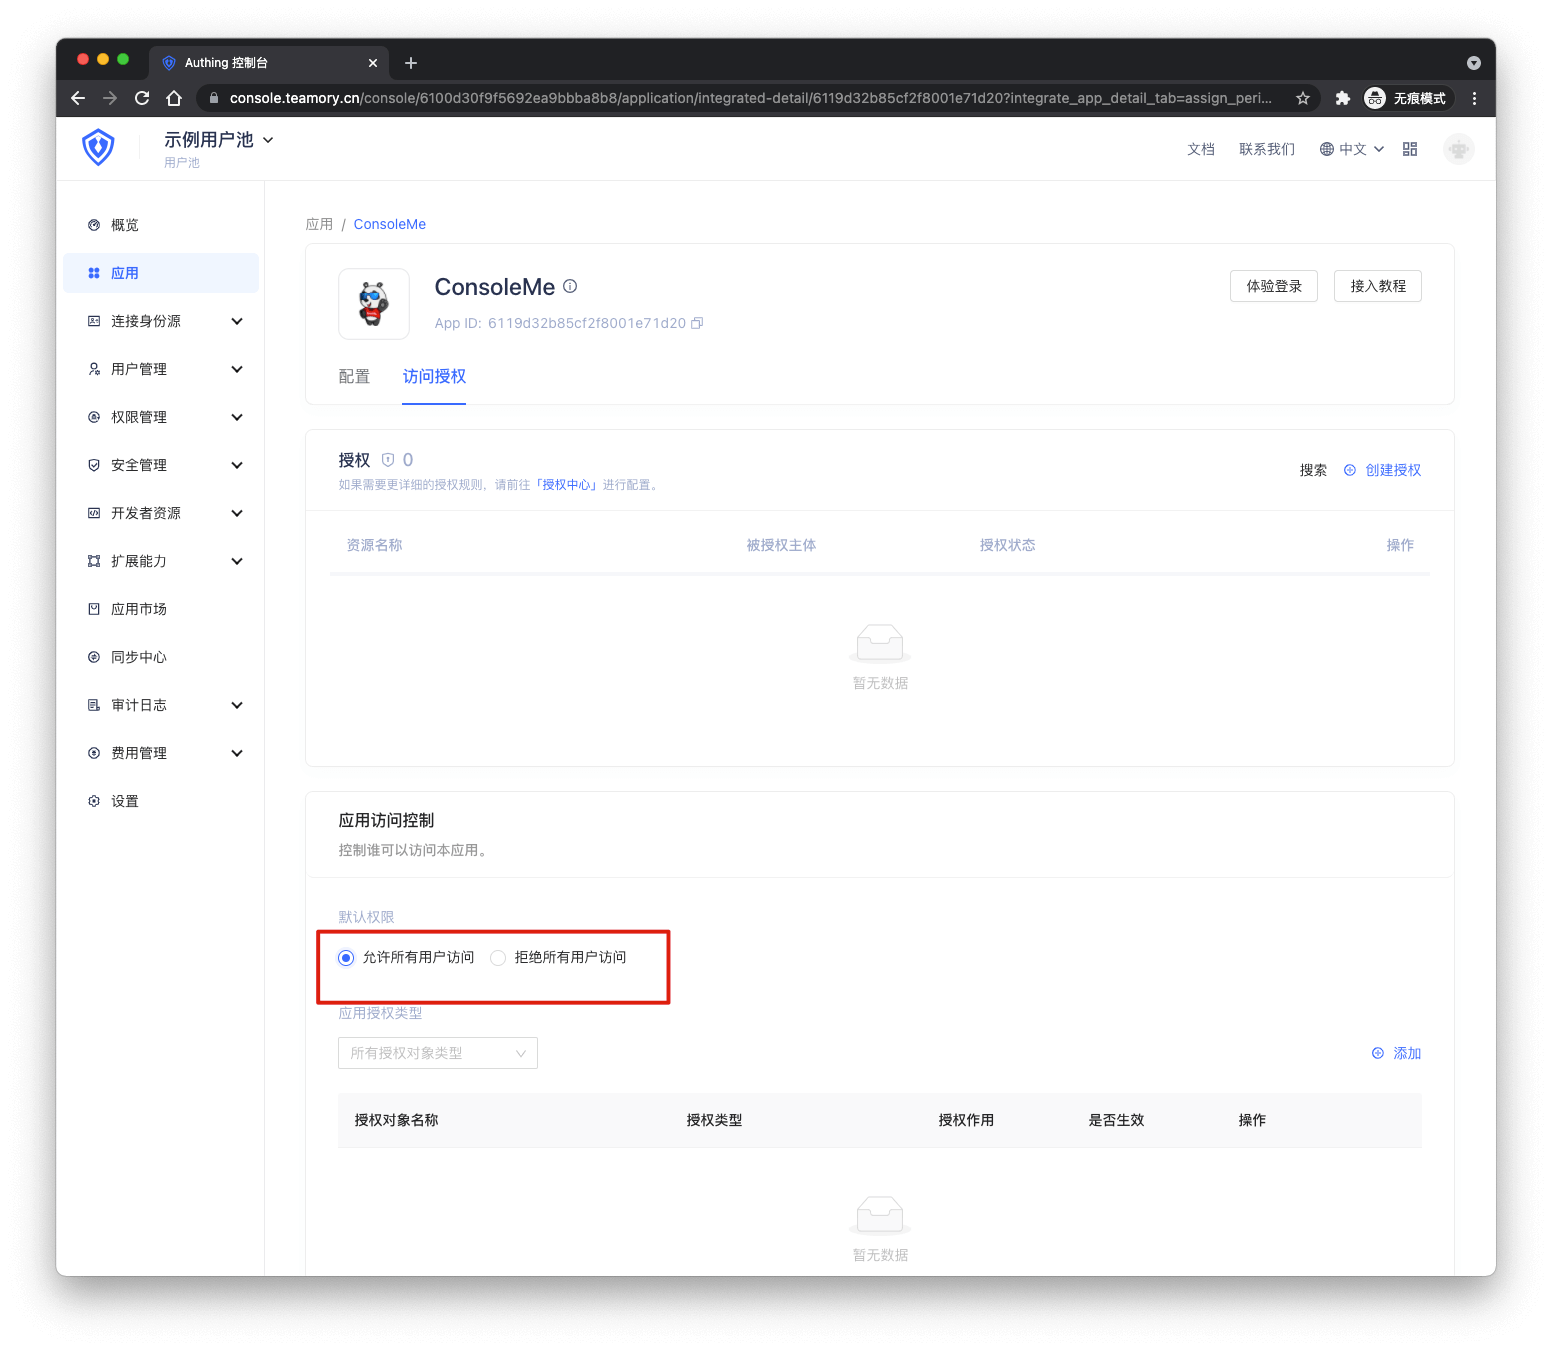 Authing 控制台
console.teamory.cn/console/6100d30f9f5692ea9bbba8b8/application/integrated-detail/6119d32b85cf2f8001e71d20?integrate_app_detail_tab=assign_peri...
无痕模式
示例用户池
用户池
文档
联系我们
中文
概览
应用
连接身份源
用户管理
权限管理
安全管理
开发者资源
扩展能力
应用市场
同步中心
审计日志
费用管理
设置
应用 / ConsoleMe
ConsoleMe
App ID: 6119d32b85cf2f8001e71d20
体验登录
接入教程
配置
访问授权
授权 0
如果需要更详细的授权规则，请前往「授权中心」进行配置。
搜索
创建授权
资源名称 被授权主体 授权状态 操作
暂无数据
应用访问控制
控制谁可以访问本应用。
默认权限
允许所有用户访问 拒绝所有用户访问
应用授权类型
所有授权对象类型
添加
授权对象名称 授权类型 授权作用 是否生效 操作
暂无数据